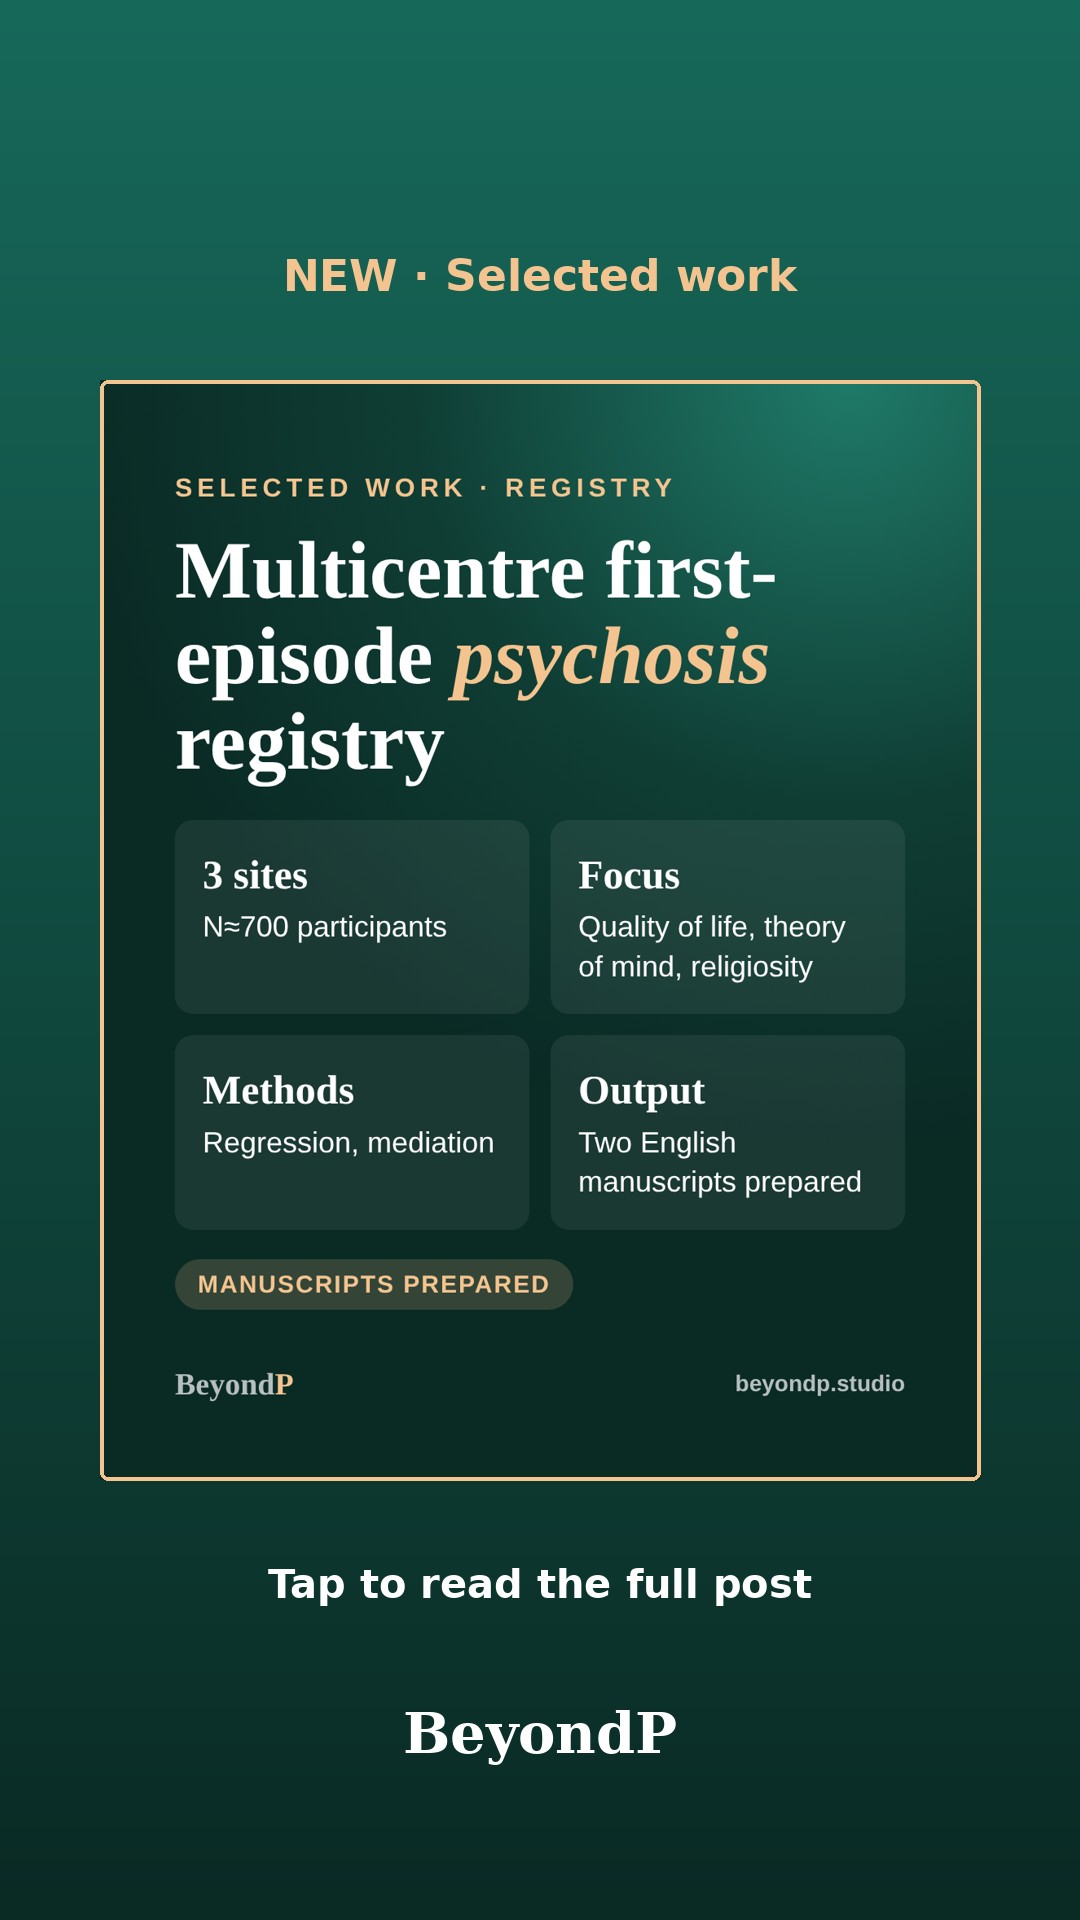 NEW · Selected work
SELECTED WORK · REGISTRY
Multicentre first-
episode psychosis
registry
3 sites
N≈700 participants
Focus
Quality of life, theory
of mind, religiosity
Methods
Regression, mediation
Output
Two English
manuscripts prepared
MANUSCRIPTS PREPARED
BeyondP
beyondp.studio
Tap to read the full post
BeyondP